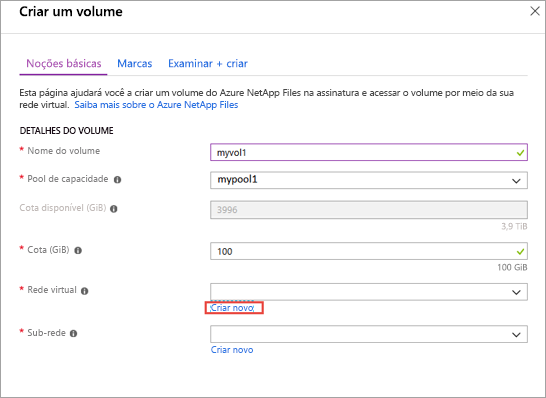 Criar um volume
Noções básicas Marcas Examinar + criar
Esta página ajudará você a criar um volume do Azure NetApp Files na assinatura e acessar o volume por meio da sua
rede virtual. Saiba mais sobre o Azure NetApp Files
DETALHES DO VOLUME
* Nome do volume myvol1
* Pool de capacidade mypool1
Cota disponível (GiB) 3996
3,9 TiB
* Cota (GiB) 100
100 GiB
* Rede virtual
Criar novo
* Sub-rede
Criar novo